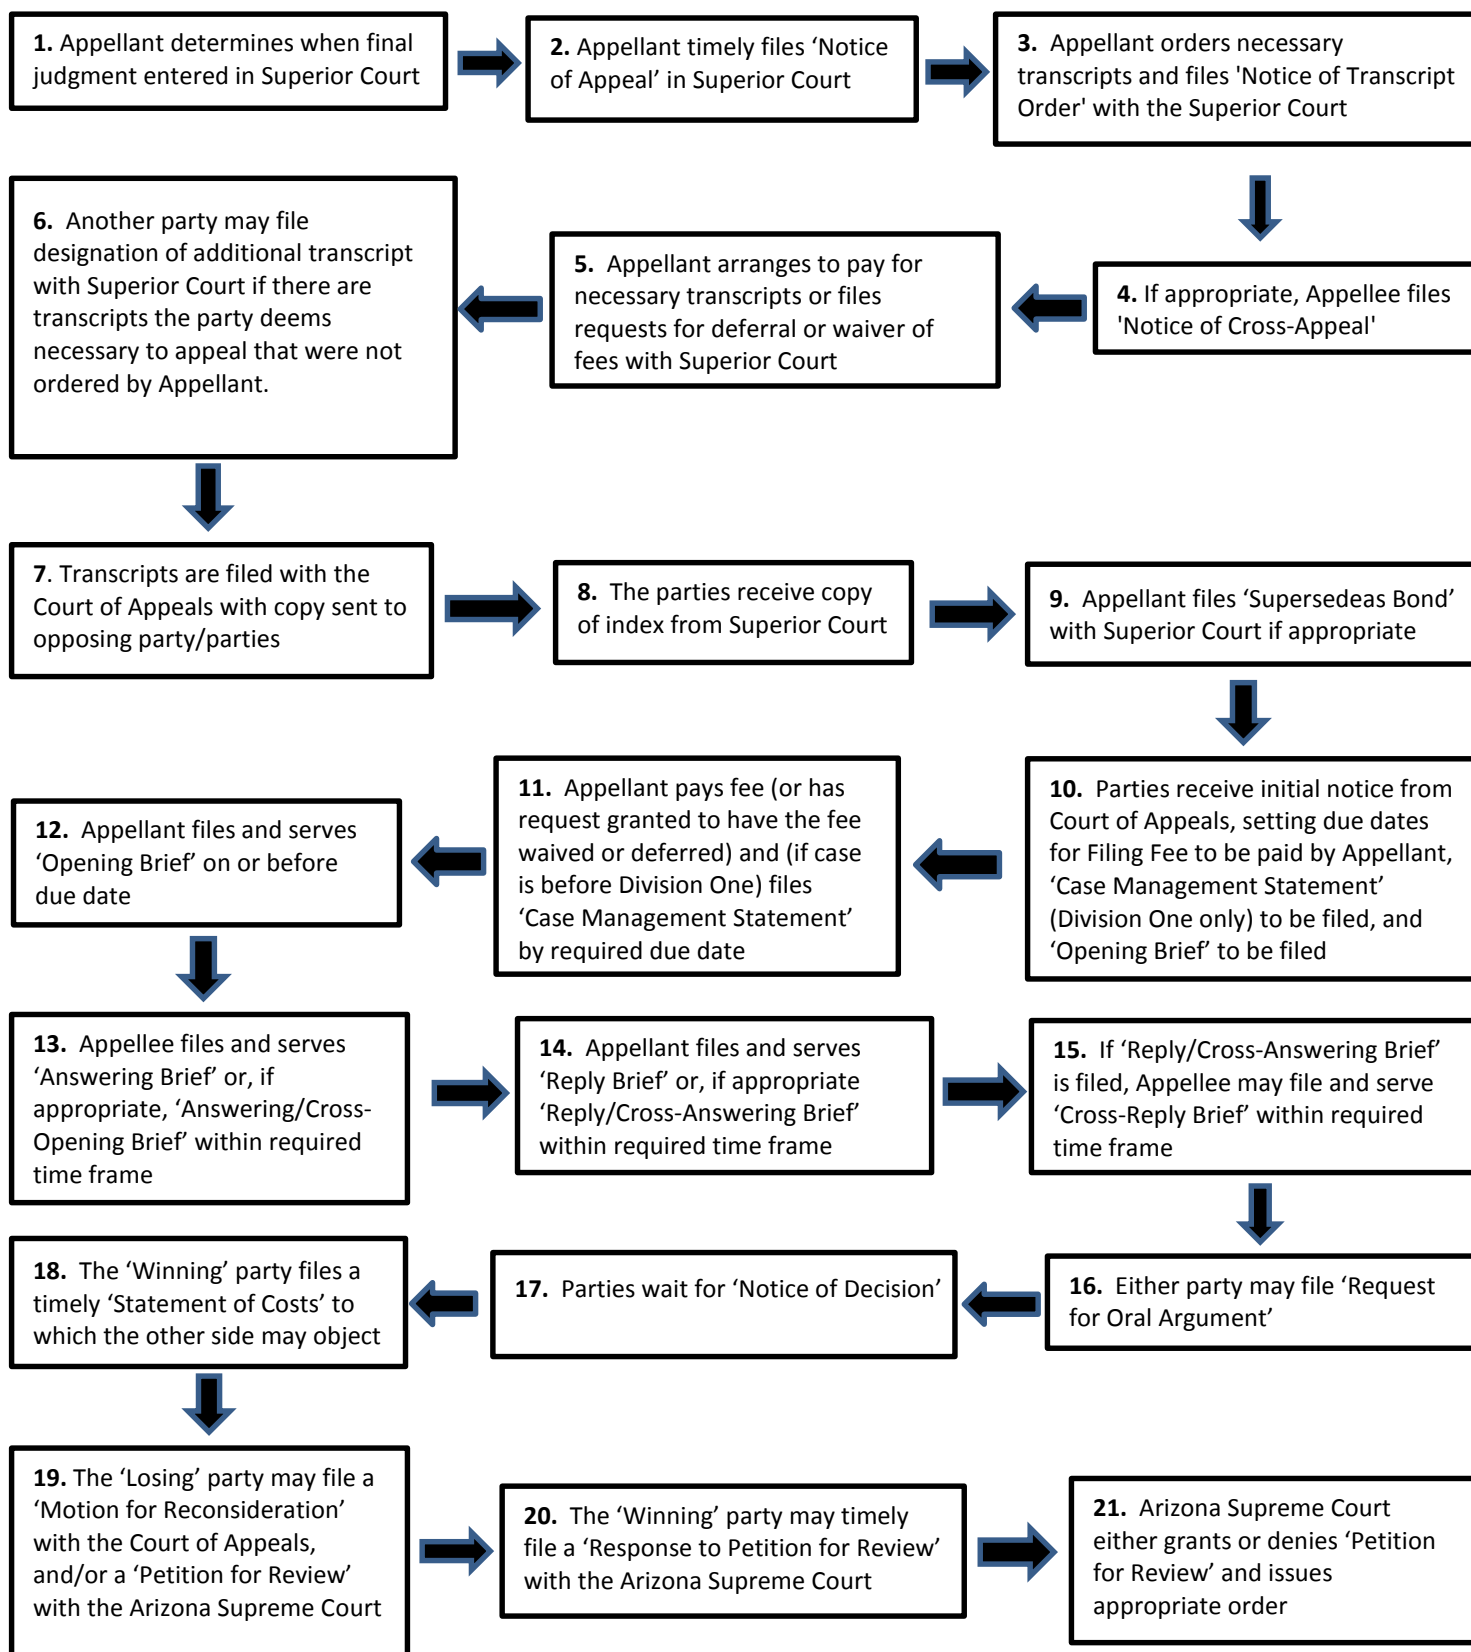 1. Appellant determines when final
judgment entered in Superior Court
2. Appellant timely files ‘Notice
of Appeal’ in Superior Court
3. Appellant orders necessary
transcripts and files 'Notice of Transcript
Order' with the Superior Court
4. If appropriate, Appellee files
'Notice of Cross-Appeal'
5. Appellant arranges to pay for
necessary transcripts or files
requests for deferral or waiver of
fees with Superior Court
6. Another party may file
designation of additional transcript
with Superior Court if there are
transcripts the party deems
necessary to appeal that were not
ordered by Appellant.
7. Transcripts are filed with the
Court of Appeals with copy sent to
opposing party/parties
8. The parties receive copy
of index from Superior Court
9. Appellant files ‘Supersedeas Bond’
with Superior Court if appropriate
10. Parties receive initial notice from
Court of Appeals, setting due dates
for Filing Fee to be paid by Appellant,
‘Case Management Statement’
(Division One only) to be filed, and
‘Opening Brief’ to be filed
11. Appellant pays fee (or has
request granted to have the fee
waived or deferred) and (if case
is before Division One) files
‘Case Management Statement’
by required due date
12. Appellant files and serves
‘Opening Brief’ on or before
due date
13. Appellee files and serves
‘Answering Brief’ or, if
appropriate, ‘Answering/Cross-
Opening Brief’ within required
time frame
14. Appellant files and serves
‘Reply Brief’ or, if appropriate
‘Reply/Cross-Answering Brief’
within required time frame
15. If ‘Reply/Cross-Answering Brief’
is filed, Appellee may file and serve
‘Cross-Reply Brief’ within required
time frame
16. Either party may file ‘Request
for Oral Argument’
17. Parties wait for ‘Notice of Decision’
18. The ‘Winning’ party files a
timely ‘Statement of Costs’ to
which the other side may object
19. The ‘Losing’ party may file a
‘Motion for Reconsideration’
with the Court of Appeals,
and/or a ‘Petition for Review’
with the Arizona Supreme Court
20. The ‘Winning’ party may timely
file a ‘Response to Petition for Review’
with the Arizona Supreme Court
21. Arizona Supreme Court
either grants or denies ‘Petition
for Review’ and issues
appropriate order